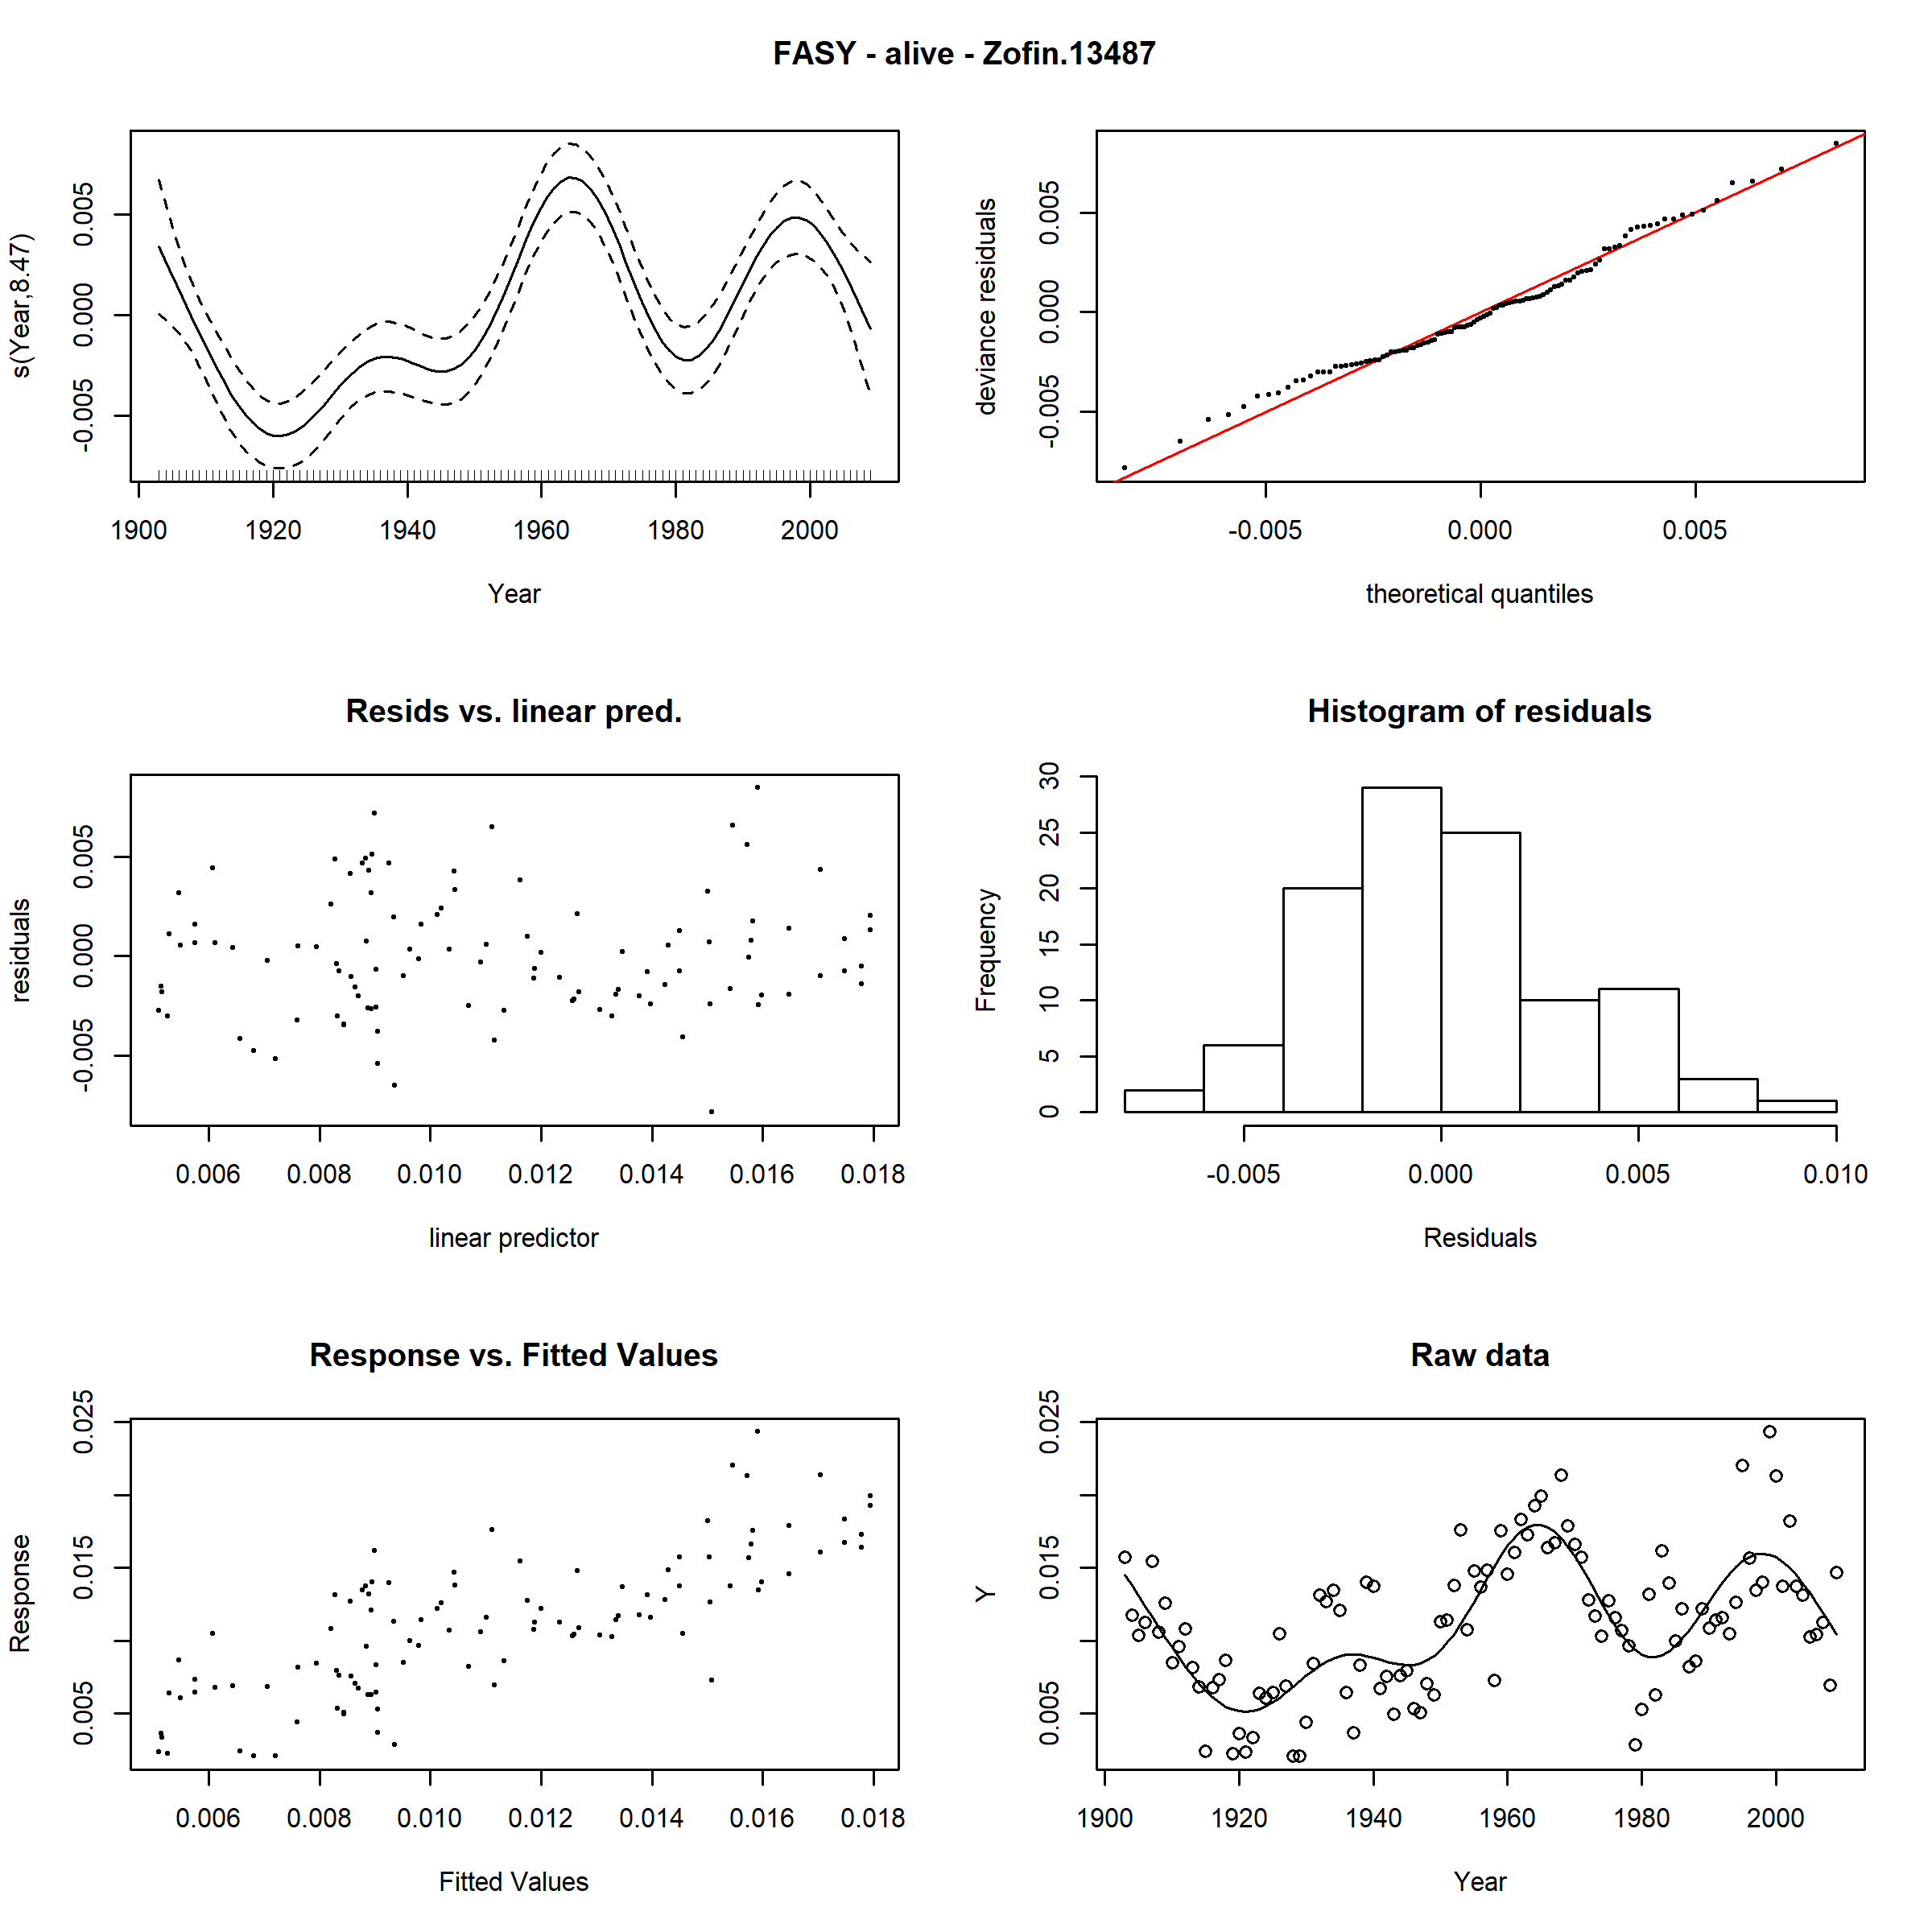 FASY - alive - Zofin.13487
s(Year,8.47)
-0.005 0.000 0.005
1900 1920 1940 1960 1980 2000
Year
deviance residuals
-0.005 0.000 0.005
-0.005 0.000 0.005
theoretical quantiles
Resids vs. linear pred.
residuals
-0.005 0.000 0.005
0.006 0.008 0.010 0.012 0.014 0.016 0.018
linear predictor
Histogram of residuals
Frequency
0 5 10 15 20 25 30
-0.005 0.000 0.005 0.010
Residuals
Response vs. Fitted Values
Response
0.005 0.015 0.025
0.006 0.008 0.010 0.012 0.014 0.016 0.018
Fitted Values
Raw data
Y
0.005 0.015 0.025
1900 1920 1940 1960 1980 2000
Year